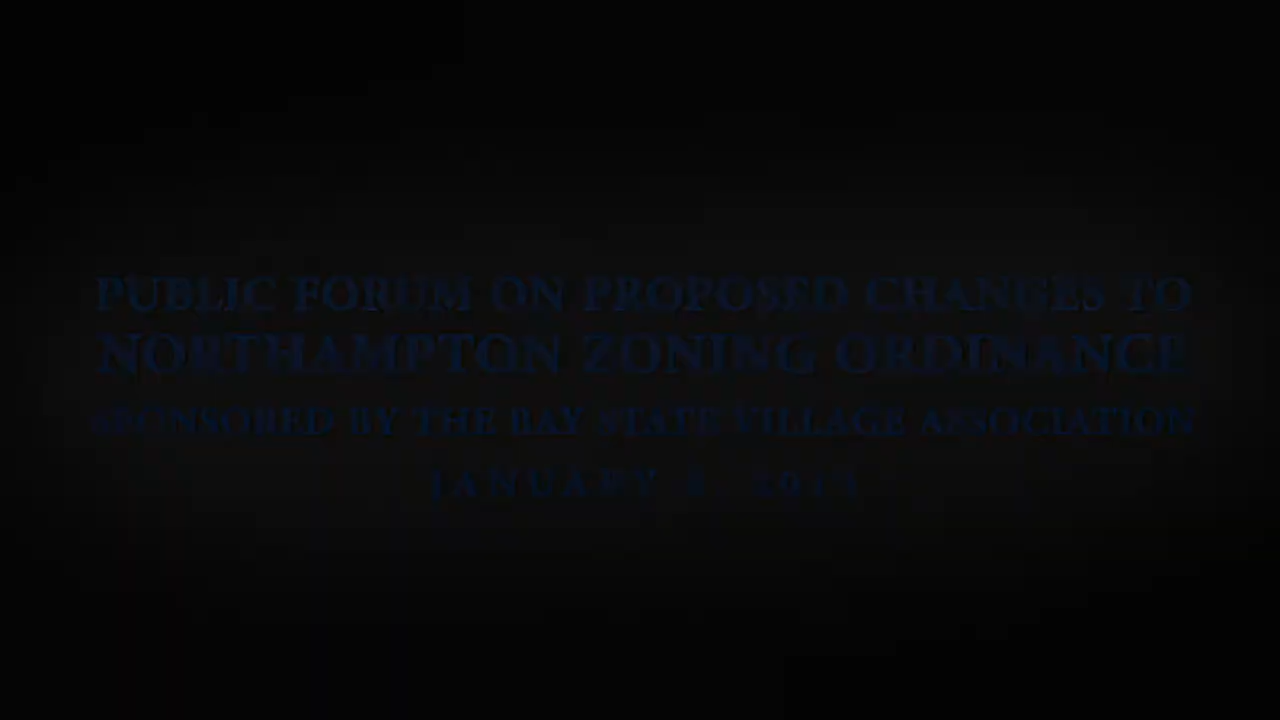 PUBLIC FORUM ON PROPOSED CHANGES TO
NORTHAMPTON ZONING ORDINANCE
SPONSORED BY THE BAY STATE VILLAGE ASSOCIATION
JANUARY